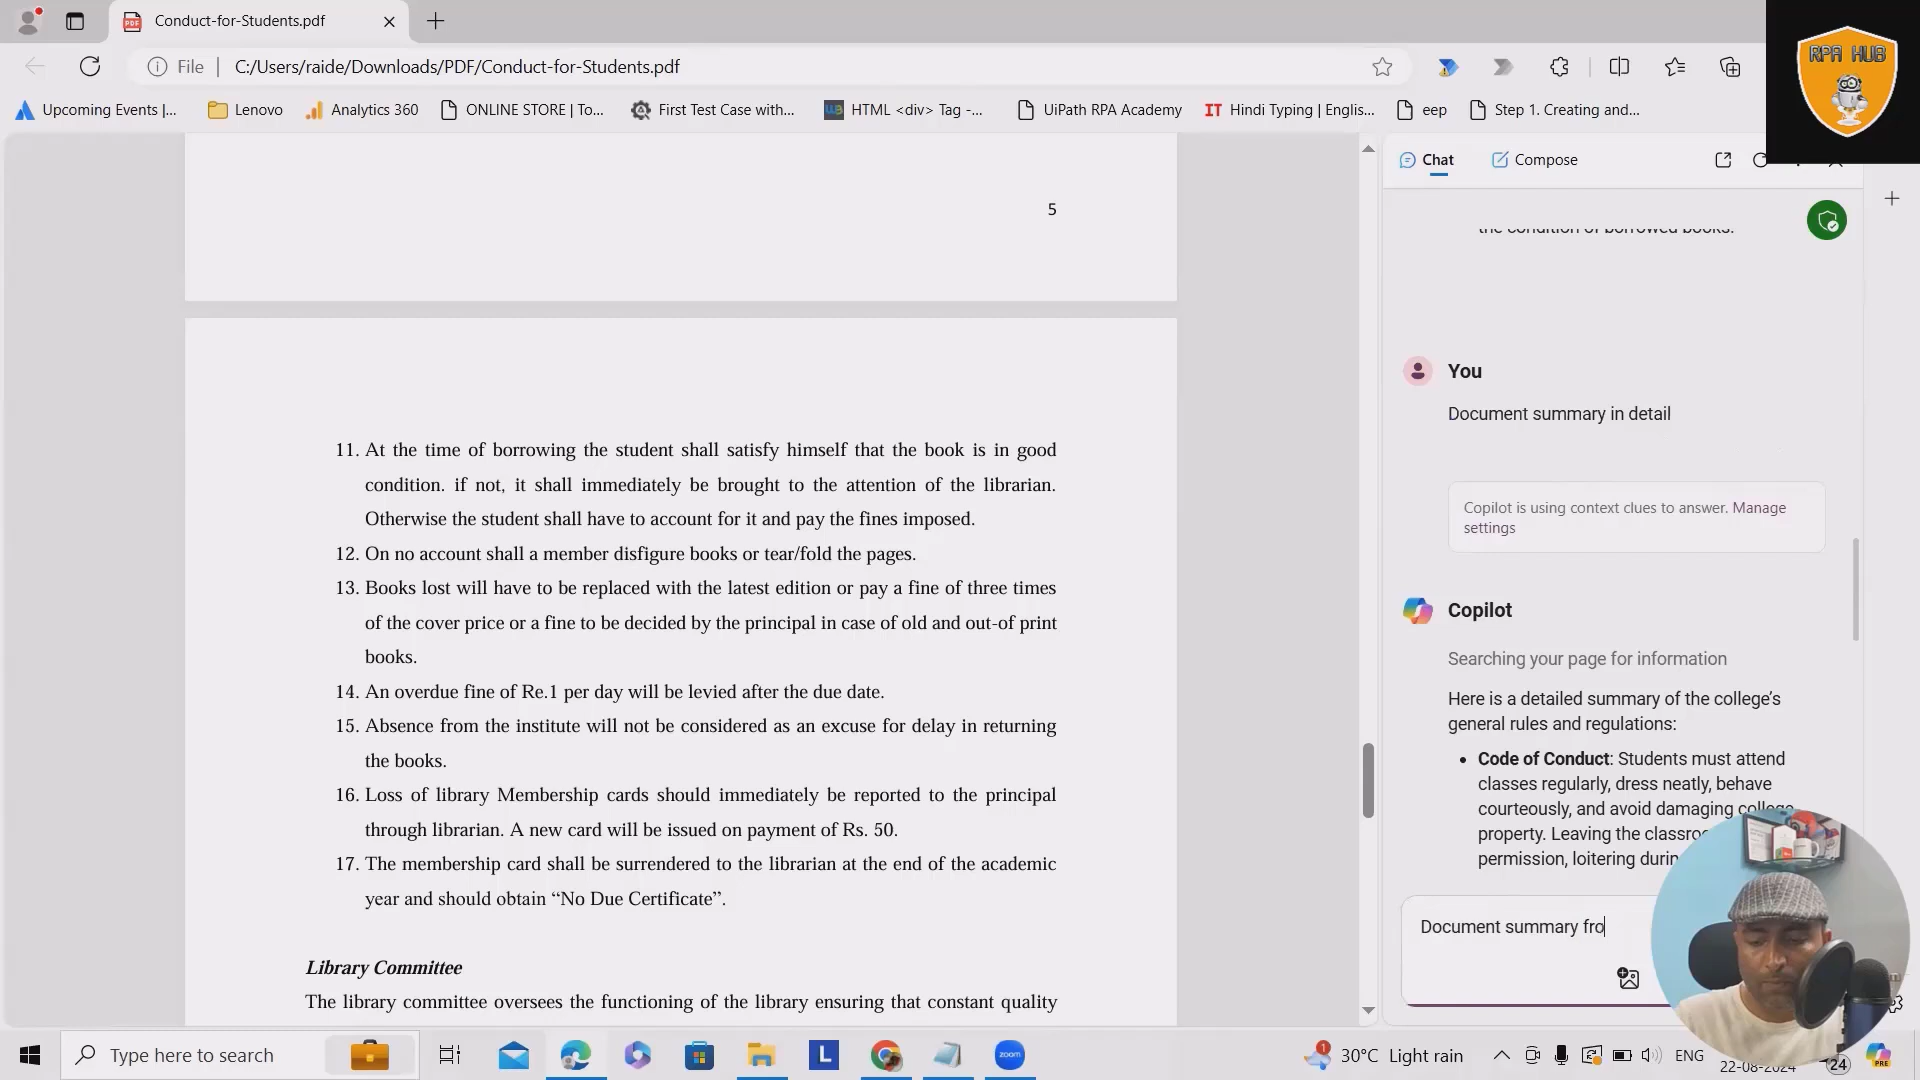 Conduct-for-Students.pdf
File
C:/Users/raide/Downloads/PDF/Conduct-for-Students.pdf
RPA HUB
Upcoming Events |...
Lenovo
Analytics 360
ONLINE STORE | To...
First Test Case with...
HTML <div> Tag -...
UiPath RPA Academy
IT Hindi Typing | Englis...
eep
Step 1. Creating and...
5
11. At the time of borrowing the student shall satisfy himself that the book is in good
condition. if not, it shall immediately be brought to the attention of the librarian.
Otherwise the student shall have to account for it and pay the fines imposed.
12. On no account shall a member disfigure books or tear/fold the pages.
13. Books lost will have to be replaced with the latest edition or pay a fine of three times
of the cover price or a fine to be decided by the principal in case of old and out-of print
books.
14. An overdue fine of Re.1 per day will be levied after the due date.
15. Absence from the institute will not be considered as an excuse for delay in returning
the books.
16. Loss of library Membership cards should immediately be reported to the principal
through librarian. A new card will be issued on payment of Rs. 50.
17. The membership card shall be surrendered to the librarian at the end of the academic
year and should obtain “No Due Certificate”.
Library Committee
The library committee oversees the functioning of the library ensuring that constant quality
Chat
Compose
the condition of borrowed books.
You
Document summary in detail
Copilot is using context clues to answer. Manage
settings
Copilot
Searching your page for information
Here is a detailed summary of the college’s
general rules and regulations:
• Code of Conduct: Students must attend
classes regularly, dress neatly, behave
courteously, and avoid damaging college
property. Leaving the classroo
permission, loitering durin
Document summary fro
Type here to search
L
zoom
1
30°C Light rain
ENG
22-08-2024
24
PRE